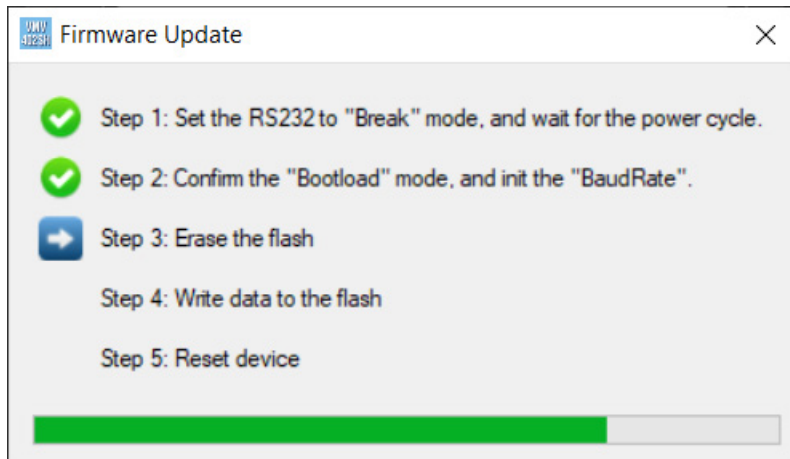 VMV
402SH
Firmware Update
Step 1: Set the RS232 to "Break" mode, and wait for the power cycle.
Step 2: Confirm the "Bootload" mode, and init the "BaudRate".
Step 3: Erase the flash
Step 4: Write data to the flash
Step 5: Reset device